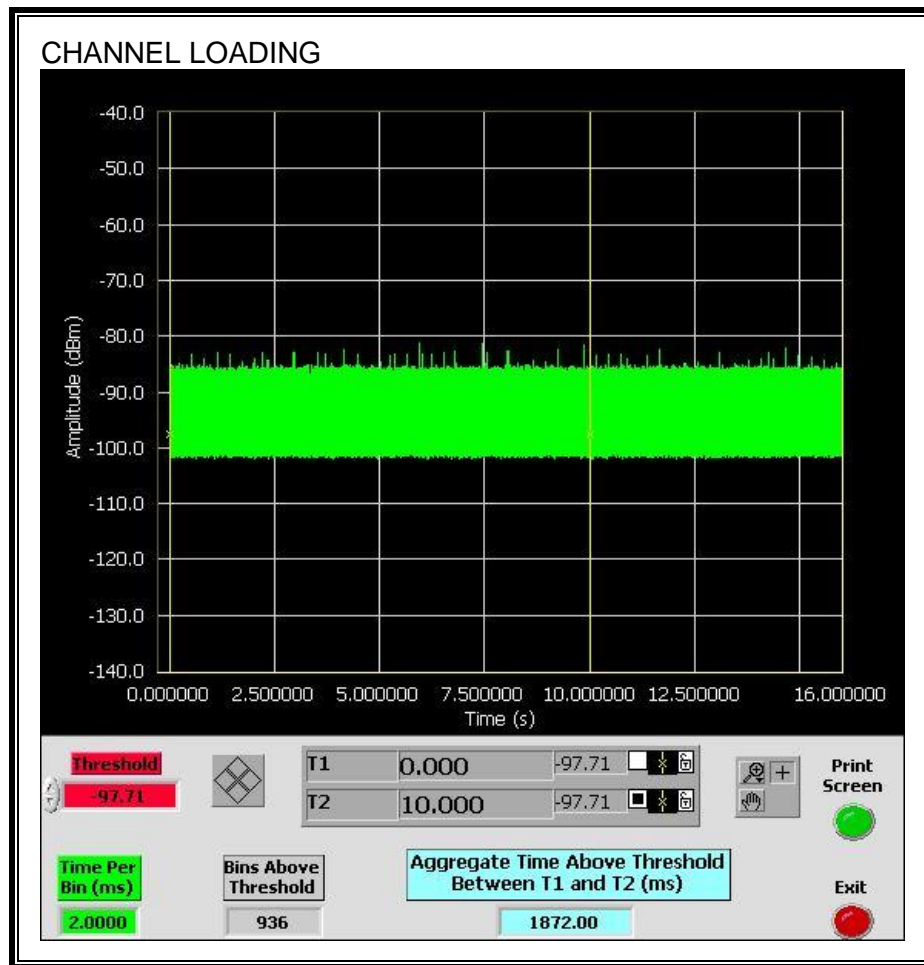 CHANNEL LOADING
-40.0
-50.0
-60.0
-70.0
-80.0
-90.0
-100.0
-110.0
-120.0
-130.0
-140.0
Amplitude (dBm)
0.000000 2.500000 5.000000 7.500000 10.000000 12.500000 16.000000
Time (s)
Threshold
-97.71
T1 0.000 -97.71
T2 10.000 -97.71
Print
Screen
Time Per
Bin (ms)
2.0000
Bins Above
Threshold
936
Aggregate Time Above Threshold
Between T1 and T2 (ms)
1872.00
Exit